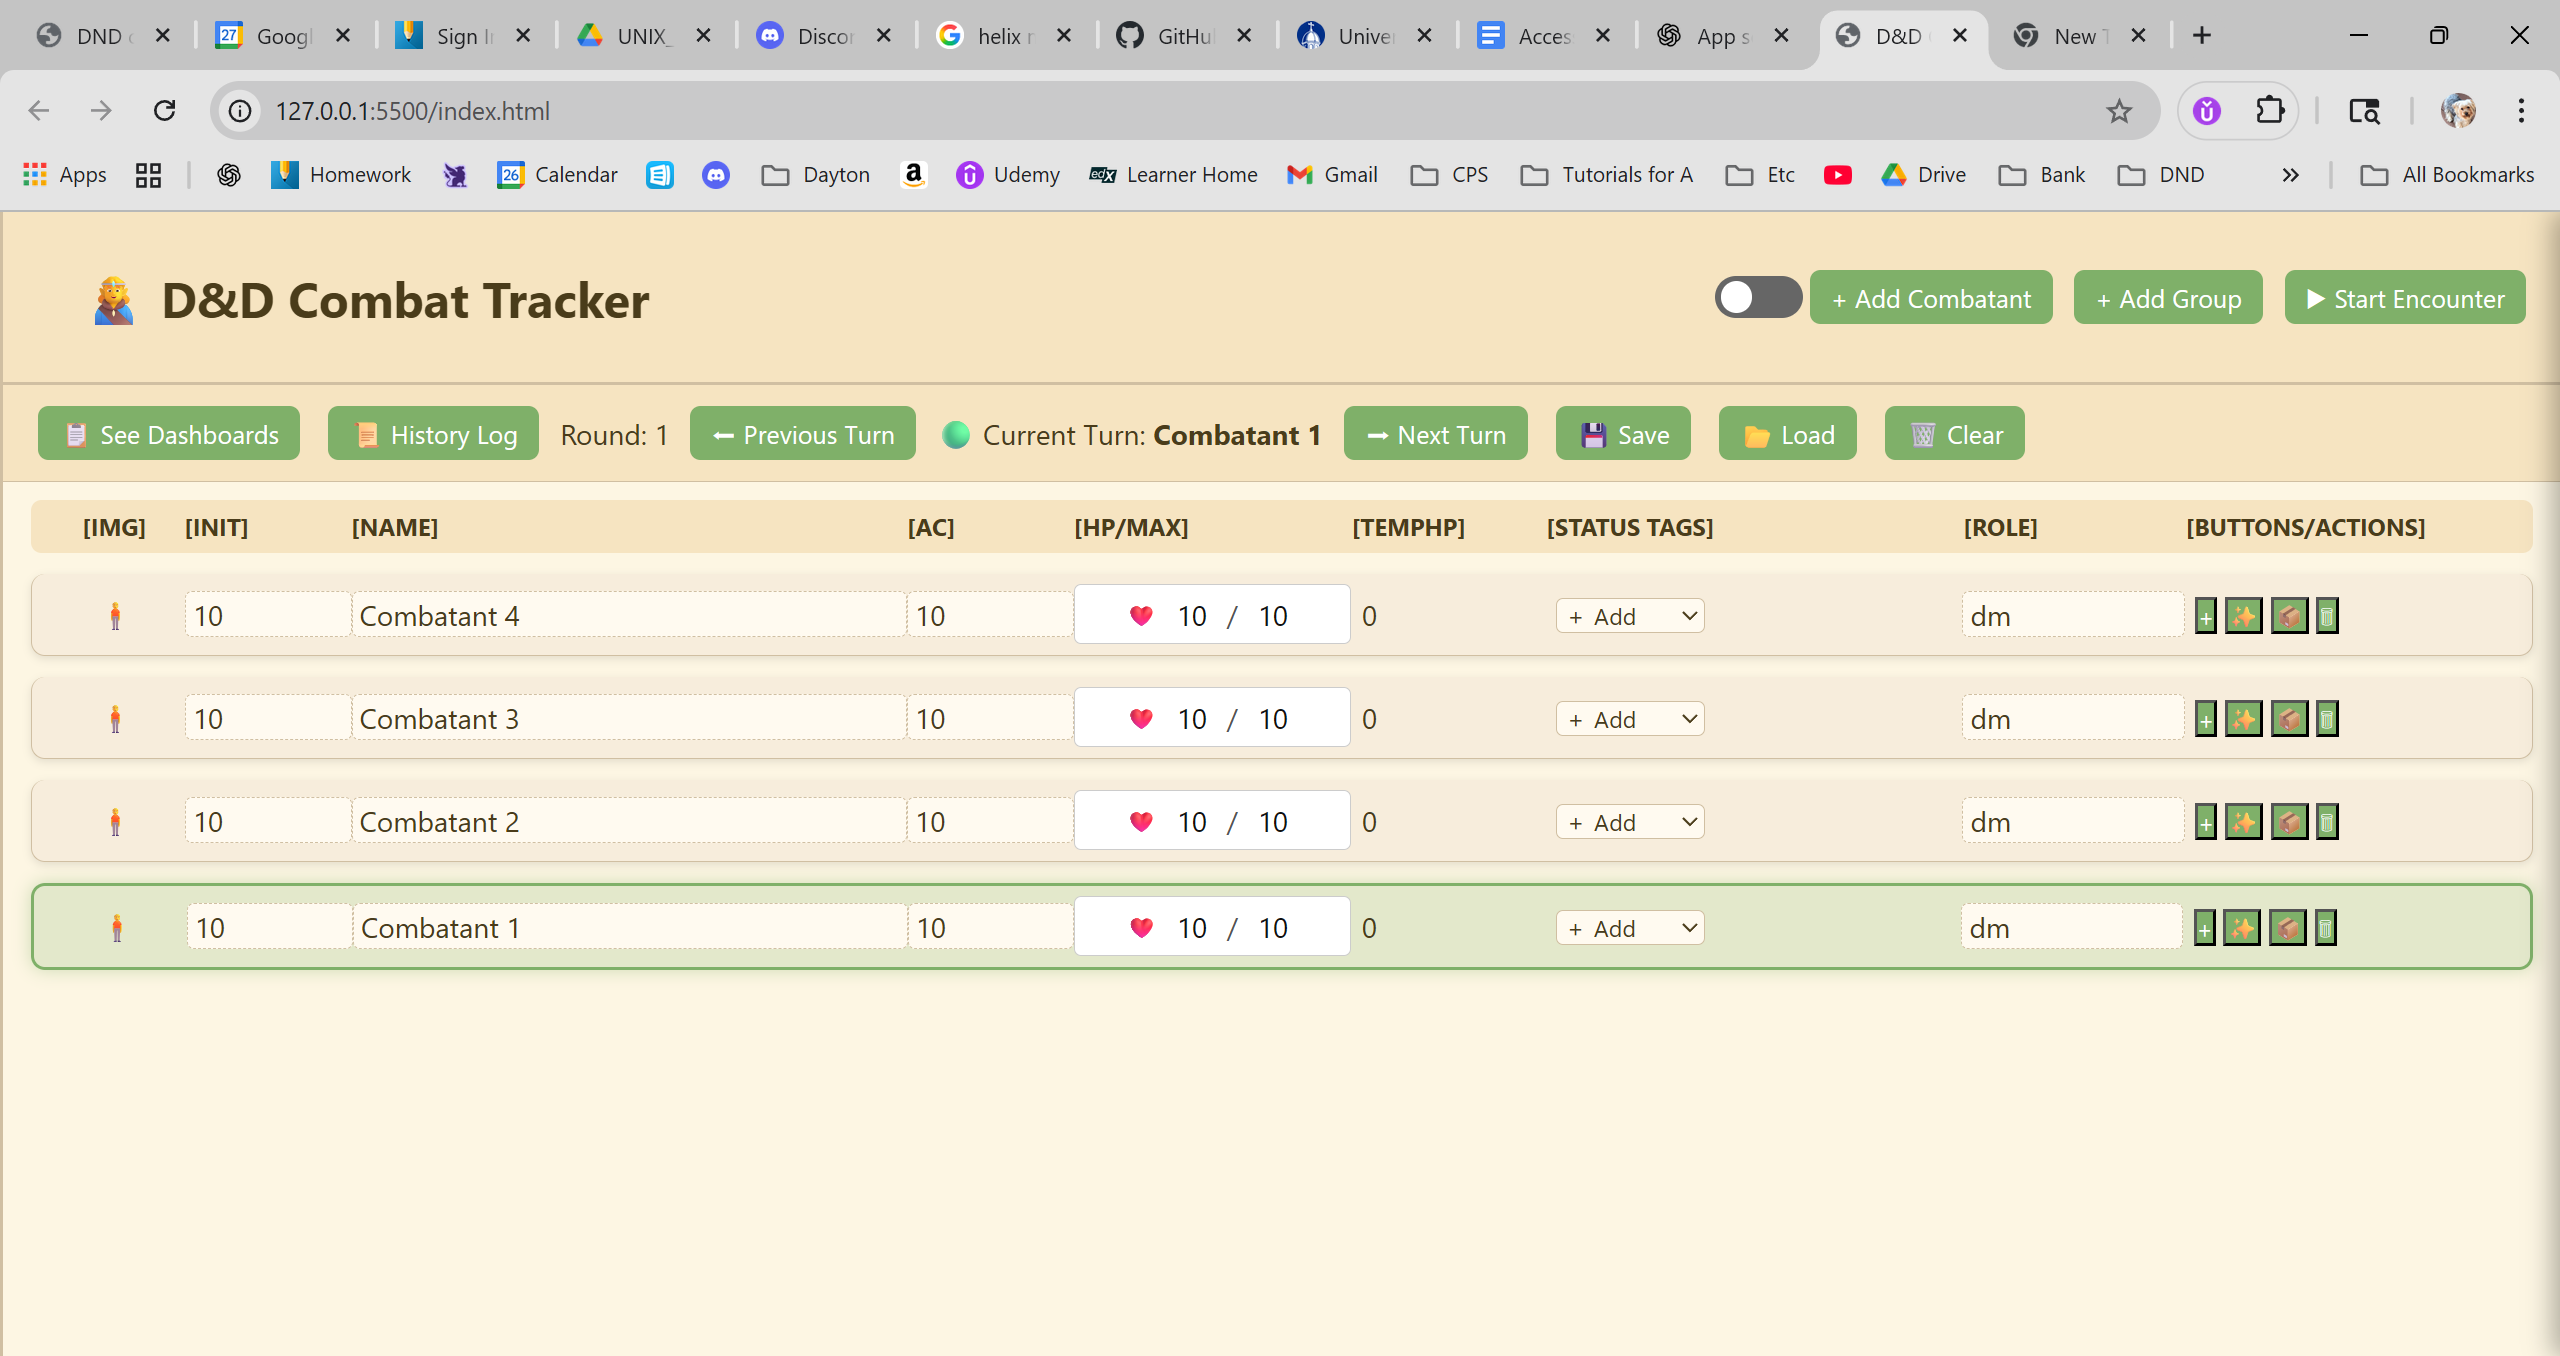 DND Googl Sign I UNIX_ Discor helix r GitHu Univer Acces App s D&D New T
127.0.0.1:5500/index.html
Apps Homework 26 Calendar Dayton a Udemy edX Learner Home Gmail CPS Tutorials for A Etc Drive Bank DND » All Bookmarks
D&D Combat Tracker + Add Combatant + Add Group ▶ Start Encounter
See Dashboards History Log Round: 1 ← Previous Turn Current Turn: Combatant 1 → Next Turn Save Load Clear
[IMG] [INIT] [NAME] [AC] [HP/MAX] [TEMPHP] [STATUS TAGS] [ROLE] [BUTTONS/ACTIONS]
10 Combatant 4 10 10 / 10 0 + Add dm +
10 Combatant 3 10 10 / 10 0 + Add dm +
10 Combatant 2 10 10 / 10 0 + Add dm +
10 Combatant 1 10 10 / 10 0 + Add dm +